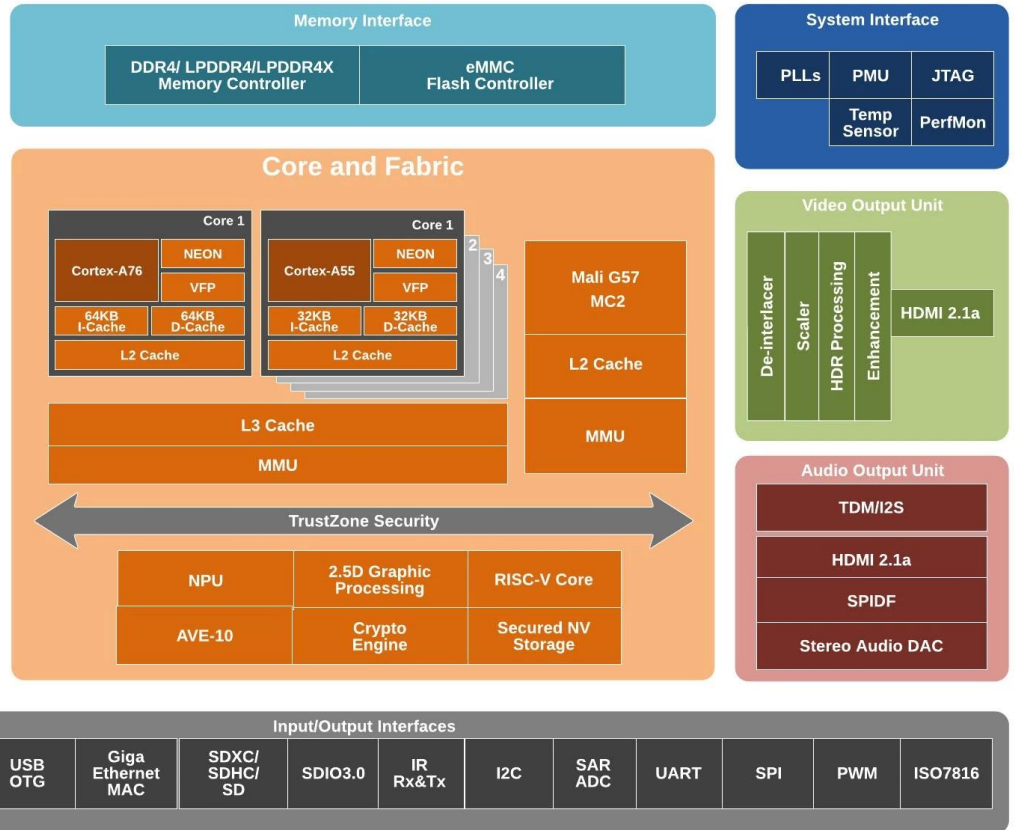 Memory Interface
DDR4/ LPDDR4/LPDDR4X
Memory Controller
eMMC
Flash Controller
System Interface
PLLs
PMU
JTAG
Temp
Sensor
PerfMon
Core and Fabric
Core 1
Cortex-A76
NEON
VFP
64KB
I-Cache
64KB
D-Cache
L2 Cache
Core 1
2
3
4
Cortex-A55
NEON
VFP
32KB
I-Cache
32KB
D-Cache
L2 Cache
Mali G57
MC2
L2 Cache
MMU
L3 Cache
MMU
TrustZone Security
NPU
2.5D Graphic
Processing
RISC-V Core
AVE-10
Crypto
Engine
Secured NV
Storage
Video Output Unit
De-interlacer
Scaler
HDR Processing
Enhancement
HDMI 2.1a
Audio Output Unit
TDM/I2S
HDMI 2.1a
SPIDF
Stereo Audio DAC
Input/Output Interfaces
USB
OTG
Giga
Ethernet
MAC
SDXC/
SDHC/
SD
SDIO3.0
IR
Rx&Tx
I2C
SAR
ADC
UART
SPI
PWM
ISO7816